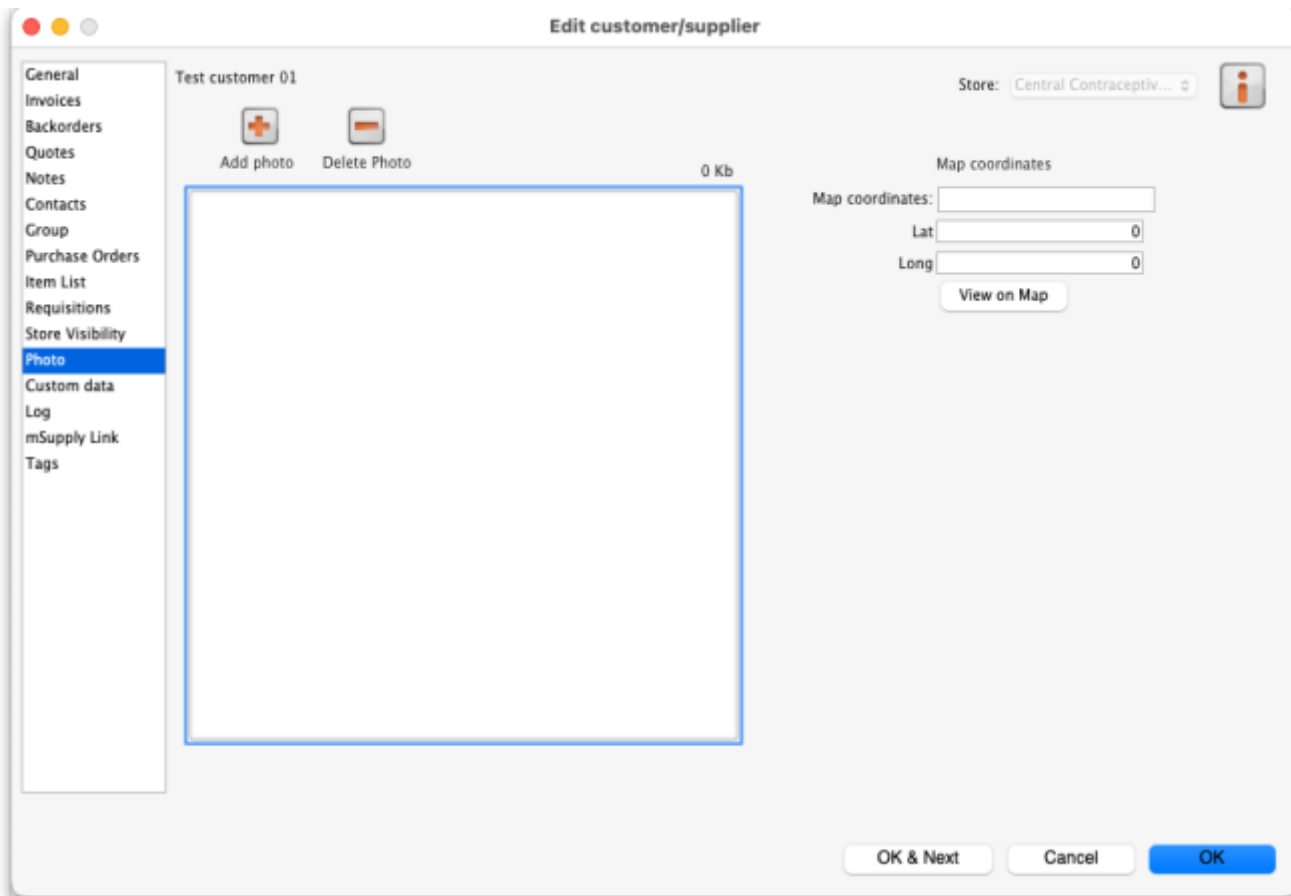 Edit customer/supplier
General
Invoices
Backorders
Quotes
Notes
Contacts
Group
Purchase Orders
Item List
Requisitions
Store Visibility
Photo
Custom data
Log
mSupply Link
Tags
Test customer 01
Store: Central Contraceptiv...
Add photo Delete Photo
0 Kb
Map coordinates
Map coordinates:
Lat 0
Long 0
View on Map
OK & Next Cancel OK